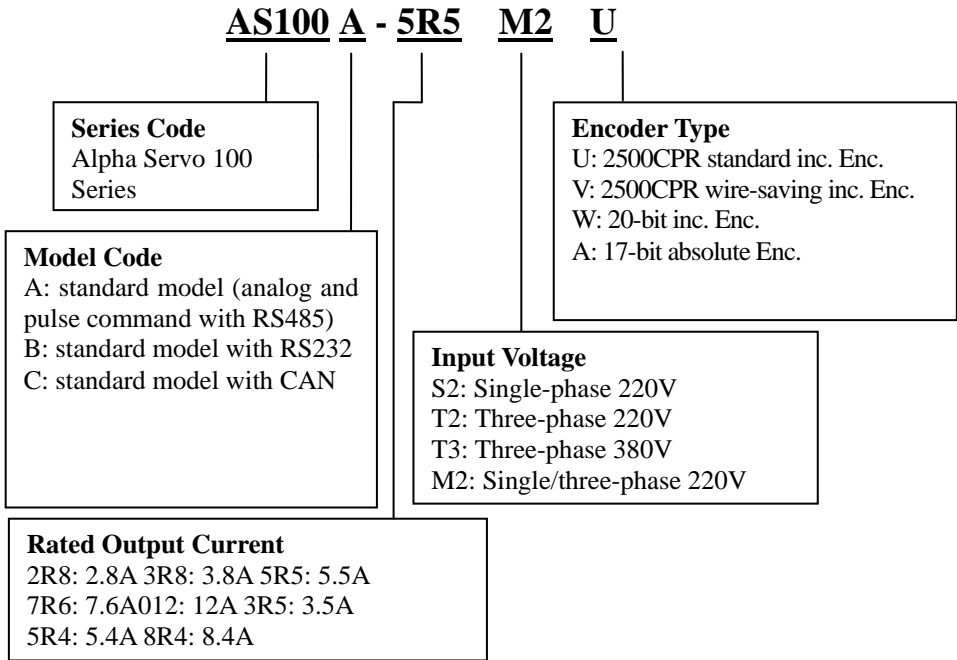 AS100 A - 5R5 M2 U
Series Code
Alpha Servo 100
Series
Encoder Type
U: 2500CPR standard inc. Enc.
V: 2500CPR wire-saving inc. Enc.
W: 20-bit inc. Enc.
A: 17-bit absolute Enc.
Model Code
A: standard model (analog and
pulse command with RS485)
B: standard model with RS232
C: standard model with CAN
Input Voltage
S2: Single-phase 220V
T2: Three-phase 220V
T3: Three-phase 380V
M2: Single/three-phase 220V
Rated Output Current
2R8: 2.8A 3R8: 3.8A 5R5: 5.5A
7R6: 7.6A012: 12A 3R5: 3.5A
5R4: 5.4A 8R4: 8.4A